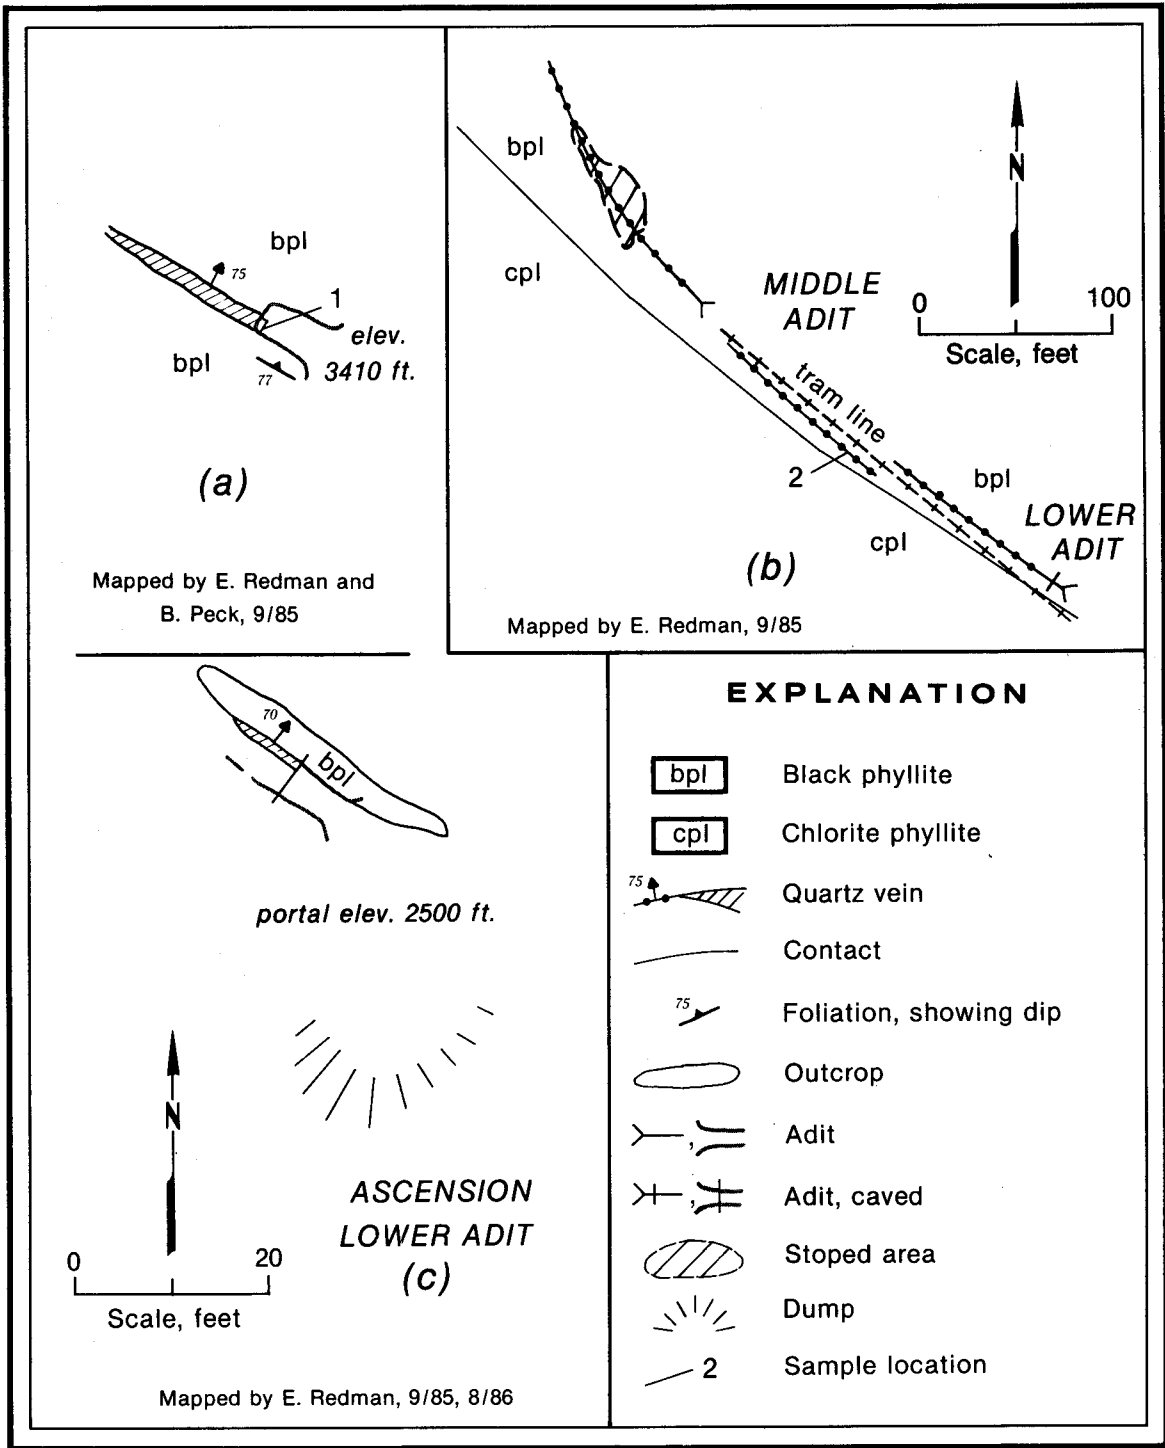 bpl
75
1
elev.
3410 ft.
bpl
77
(a)
Mapped by E. Redman and
B. Peck, 9/85
bpl
cpl
N
MIDDLE
ADIT
0 100
Scale, feet
tram line
2
bpl
LOWER
ADIT
cpl
(b)
Mapped by E. Redman, 9/85
70
bpl
portal elev. 2500 ft.
N
ASCENSION
LOWER ADIT
(c)
0 20
Scale, feet
Mapped by E. Redman, 9/85, 8/86
EXPLANATION
bpl Black phyllite
cpl Chlorite phyllite
75 Quartz vein
Contact
75 Foliation, showing dip
Outcrop
, Adit
, Adit, caved
Stoped area
Dump
2 Sample location